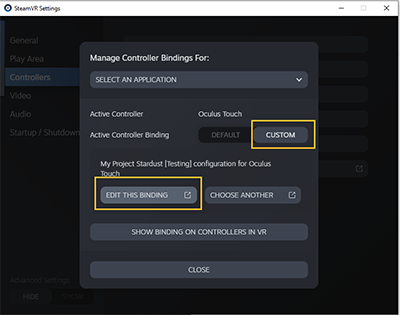 SteamVR Settings
General
Play Area
Controllers
Video
Audio
Startup / Shutdown
Manage Controller Bindings For:
SELECT AN APPLICATION
Active Controller
Oculus Touch
Active Controller Binding
DEFAULT
CUSTOM
My Project Stardust [Testing] configuration for Oculus
Touch
EDIT THIS BINDING
CHOOSE ANOTHER
SHOW BINDING ON CONTROLLERS IN VR
CLOSE
Advanced Settings
HIDE
SHOW